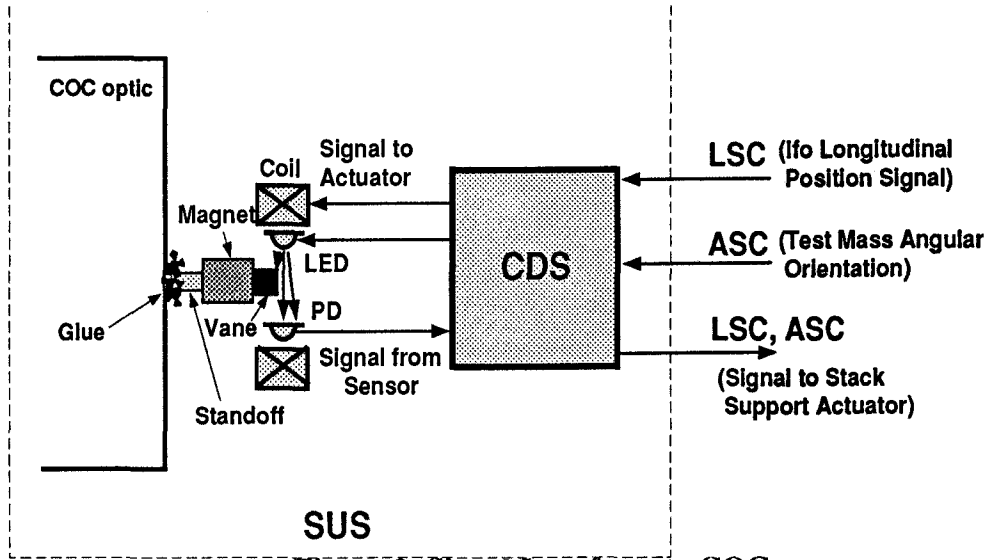 COC optic
Signal to
Actuator
Coil
Magnet
LED
Vane
PD
Glue
Standoff
Signal from
Sensor
CDS
LSC (Ifo Longitudinal
Position Signal)
ASC (Test Mass Angular
Orientation)
LSC, ASC
(Signal to Stack
Support Actuator)
SUS